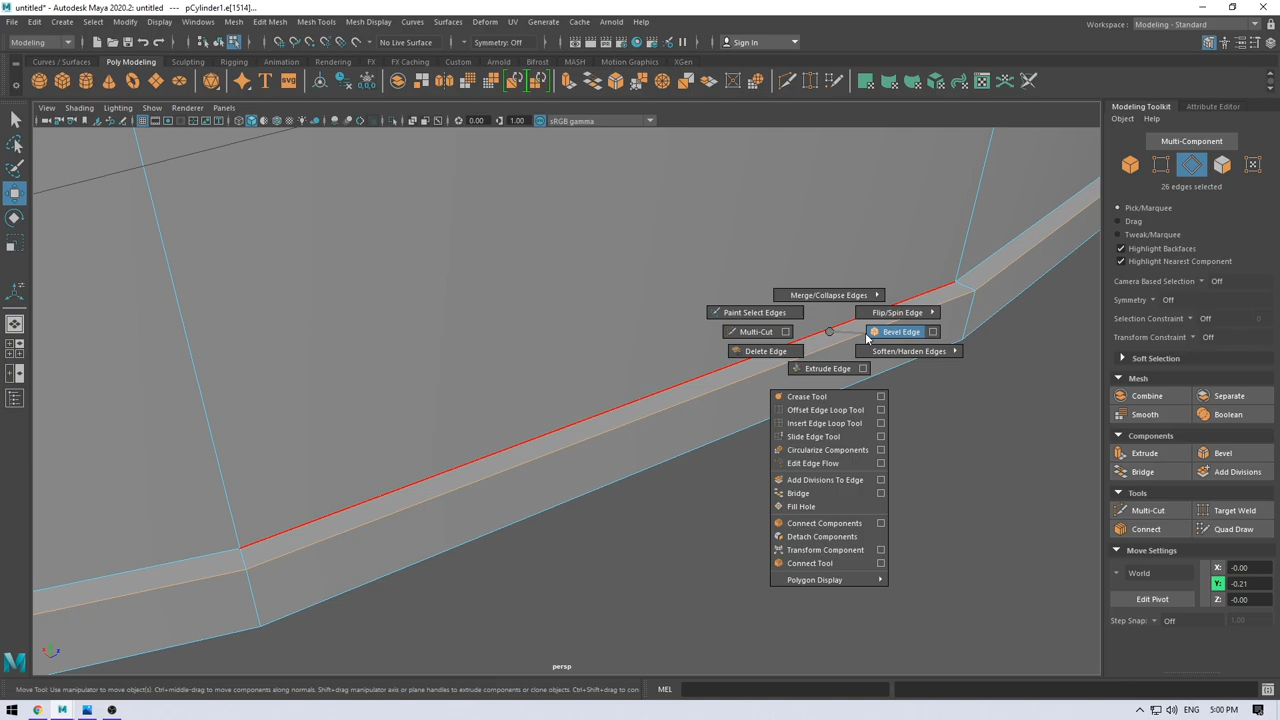 untitled* - Autodesk Maya 2020.2: untitled --- pCylinder1.e[1514]...
File Edit Create Select Modify Display Windows Mesh Edit Mesh Mesh Tools Mesh Display Curves Surfaces Deform UV Generate Cache Arnold Help
Workspace : Modeling - Standard
Modeling No Live Surface Symmetry: Off Sign In
Curves / Surfaces Poly Modeling Sculpting Rigging Animation Rendering FX FX Caching Custom Arnold Bifrost MASH Motion Graphics XGen
SVG
View Shading Lighting Show Renderer Panels
0.00 1.00 sRGB gamma
Modeling Toolkit Attribute Editor
Object Help
Multi-Component
26 edges selected
Pick/Marquee
Drag
Tweak/Marquee
Highlight Backfaces
Highlight Nearest Component
Camera Based Selection Off
Symmetry Off
Selection Constraint Off 0.00
Transform Constraint Off
Soft Selection
Mesh
Combine Separate
Smooth Boolean
Components
Extrude Bevel
Bridge Add Divisions
Tools
Multi-Cut Target Weld
Connect Quad Draw
Move Settings
World X: -0.00
Y: -0.21
Edit Pivot Z: -0.00
Step Snap: Off 1.00
Merge/Collapse Edges
Paint Select Edges Flip/Spin Edge
Multi-Cut Bevel Edge
Delete Edge Soften/Harden Edges
Extrude Edge
Crease Tool
Offset Edge Loop Tool
Insert Edge Loop Tool
Slide Edge Tool
Circularize Components
Edit Edge Flow
Add Divisions To Edge
Bridge
Fill Hole
Connect Components
Detach Components
Transform Component
Connect Tool
Polygon Display
persp
Move Tool: Use manipulator to move object(s). Ctrl+middle-drag to move components along normals. Shift+drag manipulator axis or plane handles to extrude components or clone objects. Ctrl+Shift+drag to con
MEL
ENG 5:00 PM